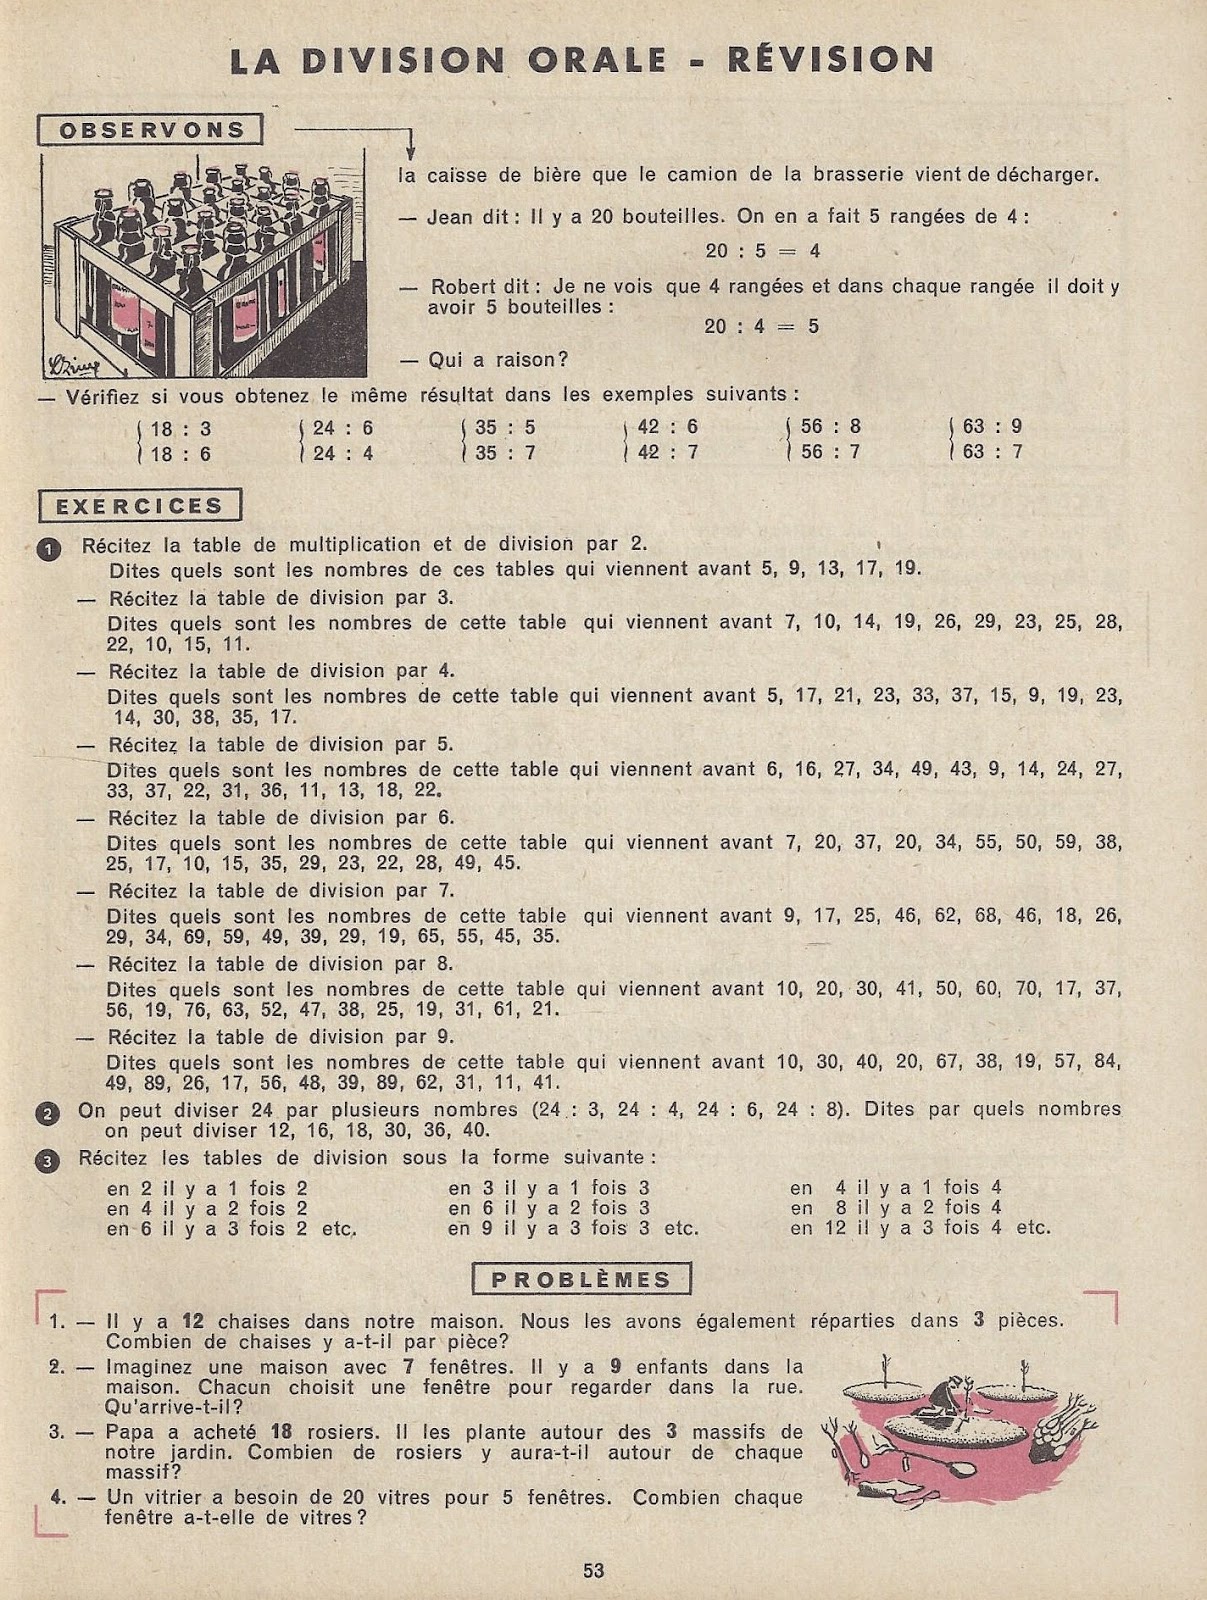 LA DIVISION ORALE - RÉVISION
OBSERVONS
la caisse de bière que le camion de la brasserie vient de décharger.
— Jean dit : Il y a 20 bouteilles. On en a fait 5 rangées de 4 :
20 : 5 = 4
— Robert dit : Je ne vois que 4 rangées et dans chaque rangée il doit y
avoir 5 bouteilles :
20 : 4 = 5
— Qui a raison?
— Vérifiez si vous obtenez le même résultat dans les exemples suivants :
18 : 3 24 : 6 35 : 5 42 : 6 56 : 8 63 : 9
18 : 6 24 : 4 35 : 7 42 : 7 56 : 7 63 : 7
EXERCICES
1 Récitez la table de multiplication et de division par 2.
Dites quels sont les nombres de ces tables qui viennent avant 5, 9, 13, 17, 19.
— Récitez la table de division par 3.
Dites quels sont les nombres de cette table qui viennent avant 7, 10, 14, 19, 26, 29, 23, 25, 28,
22, 10, 15, 11.
— Récitez la table de division par 4.
Dites quels sont les nombres de cette table qui viennent avant 5, 17, 21, 23, 33, 37, 15, 9, 19, 23,
14, 30, 38, 35, 17.
— Récitez la table de division par 5.
Dites quels sont les nombres de cette table qui viennent avant 6, 16, 27, 34, 49, 43, 9, 14, 24, 27,
33, 37, 22, 31, 36, 11, 13, 18, 22.
— Récitez la table de division par 6.
Dites quels sont les nombres de cette table qui viennent avant 7, 20, 37, 20, 34, 55, 50, 59, 38,
25, 17, 10, 15, 35, 29, 23, 22, 28, 49, 45.
— Récitez la table de division par 7.
Dites quels sont les nombres de cette table qui viennent avant 9, 17, 25, 46, 62, 68, 46, 18, 26,
29, 34, 69, 59, 49, 39, 29, 19, 65, 55, 45, 35.
— Récitez la table de division par 8.
Dites quels sont les nombres de cette table qui viennent avant 10, 20, 30, 41, 50, 60, 70, 17, 37,
56, 19, 76, 63, 52, 47, 38, 25, 19, 31, 61, 21.
— Récitez la table de division par 9.
Dites quels sont les nombres de cette table qui viennent avant 10, 30, 40, 20, 67, 38, 19, 57, 84,
49, 89, 26, 17, 56, 48, 39, 89, 62, 31, 11, 41.
2 On peut diviser 24 par plusieurs nombres (24 : 3, 24 : 4, 24 : 6, 24 : 8). Dites par quels nombres
on peut diviser 12, 16, 18, 30, 36, 40.
3 Récitez les tables de division sous la forme suivante :
en 2 il y a 1 fois 2 en 3 il y a 1 fois 3 en 4 il y a 1 fois 4
en 4 il y a 2 fois 2 en 6 il y a 2 fois 3 en 8 il y a 2 fois 4
en 6 il y a 3 fois 2 etc. en 9 il y a 3 fois 3 etc. en 12 il y a 3 fois 4 etc.
PROBLÈMES
1. — Il y a 12 chaises dans notre maison. Nous les avons également réparties dans 3 pièces.
Combien de chaises y a-t-il par pièce?
2. — Imaginez une maison avec 7 fenêtres. Il y a 9 enfants dans la
maison. Chacun choisit une fenêtre pour regarder dans la rue.
Qu'arrive-t-il?
3. — Papa a acheté 18 rosiers. Il les plante autour des 3 massifs de
notre jardin. Combien de rosiers y aura-t-il autour de chaque
massif?
4. — Un vitrier a besoin de 20 vitres pour 5 fenêtres. Combien chaque
fenêtre a-t-elle de vitres?
53